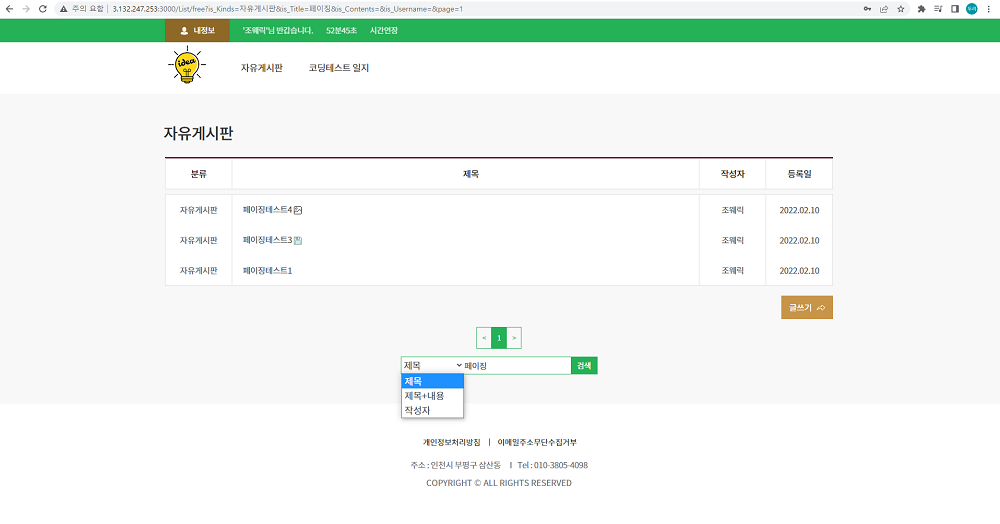 주의 요함 | 3.132.247.253:3000/List/free?is_Kinds=자유게시판&is_Title=페이징&is_Contents=&is_Username=&page=1
내정보 '조웨릭'님 반갑습니다. 52분45초 시간연장
idea 자유게시판 코딩테스트 일지
자유게시판
분류 제목 작성자 등록일
자유게시판 페이징테스트4 조웨릭 2022.02.10
자유게시판 페이징테스트3 조웨릭 2022.02.10
자유게시판 페이징테스트1 조웨릭 2022.02.10
글쓰기
< 1 >
제목 페이징 검색
제목
제목+내용
작성자
개인정보처리방침 | 이메일주소무단수집거부
주소 : 인천시 부평구 삼산동 | Tel : 010-3805-4098
COPYRIGHT © ALL RIGHTS RESERVED